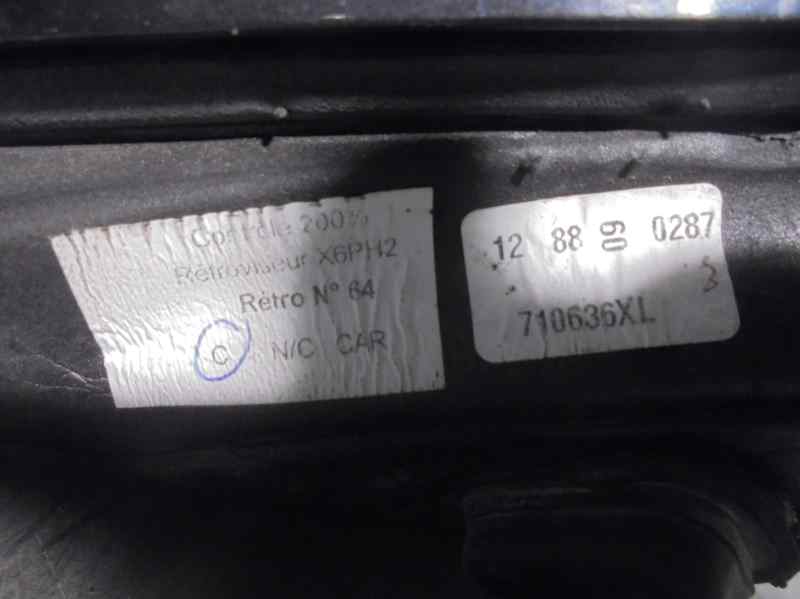 Contrôle 200%
Rétroviseur X6PH2
Rétro N° 64
C N/C CAR
12 88 09 0287
3
710636XL